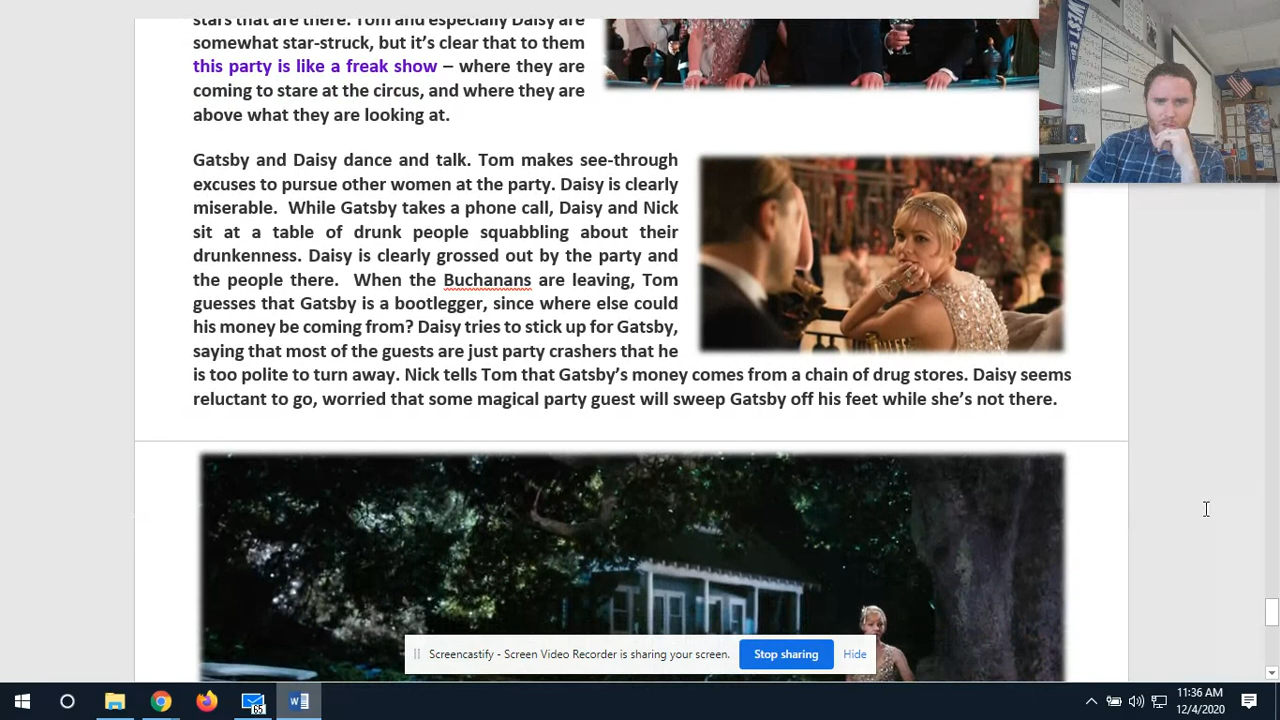 stars that are there. Tom and especially Daisy are
somewhat star-struck, but it's clear that to them
this party is like a freak show – where they are
coming to stare at the circus, and where they are
above what they are looking at.
Gatsby and Daisy dance and talk. Tom makes see-through
excuses to pursue other women at the party. Daisy is clearly
miserable.  While Gatsby takes a phone call, Daisy and Nick
sit at a table of drunk people squabbling about their
drunkenness. Daisy is clearly grossed out by the party and
the people there.  When the Buchanans are leaving, Tom
guesses that Gatsby is a bootlegger, since where else could
his money be coming from? Daisy tries to stick up for Gatsby,
saying that most of the guests are just party crashers that he
is too polite to turn away. Nick tells Tom that Gatsby's money comes from a chain of drug stores. Daisy seems
reluctant to go, worried that some magical party guest will sweep Gatsby off his feet while she's not there.
Screencastify - Screen Video Recorder is sharing your screen. Stop sharing Hide
65
11:36 AM
12/4/2020
WEST